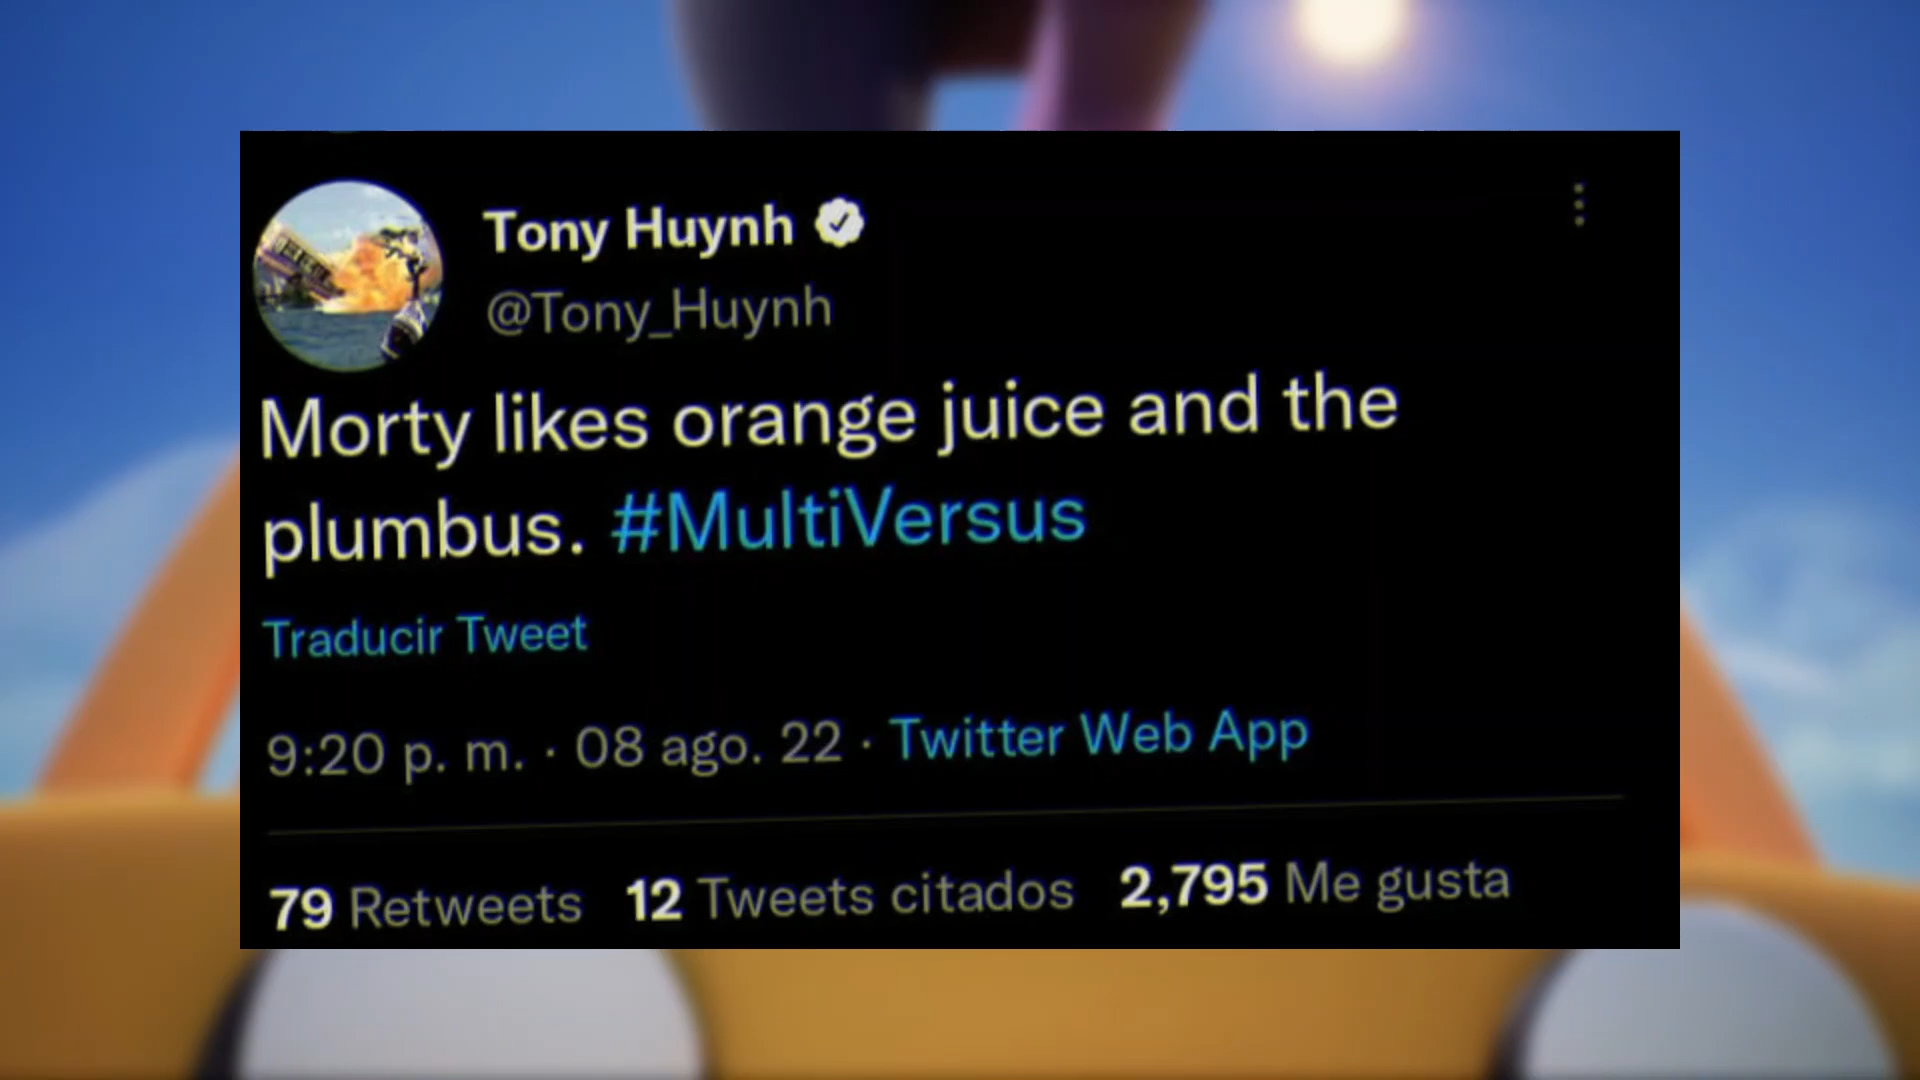 Tony Huynh
@Tony_Huynh
Morty likes orange juice and the
plumbus. #MultiVersus
Traducir Tweet
9:20 p. m. · 08 ago. 22 · Twitter Web App
79 Retweets 12 Tweets citados 2,795 Me gusta